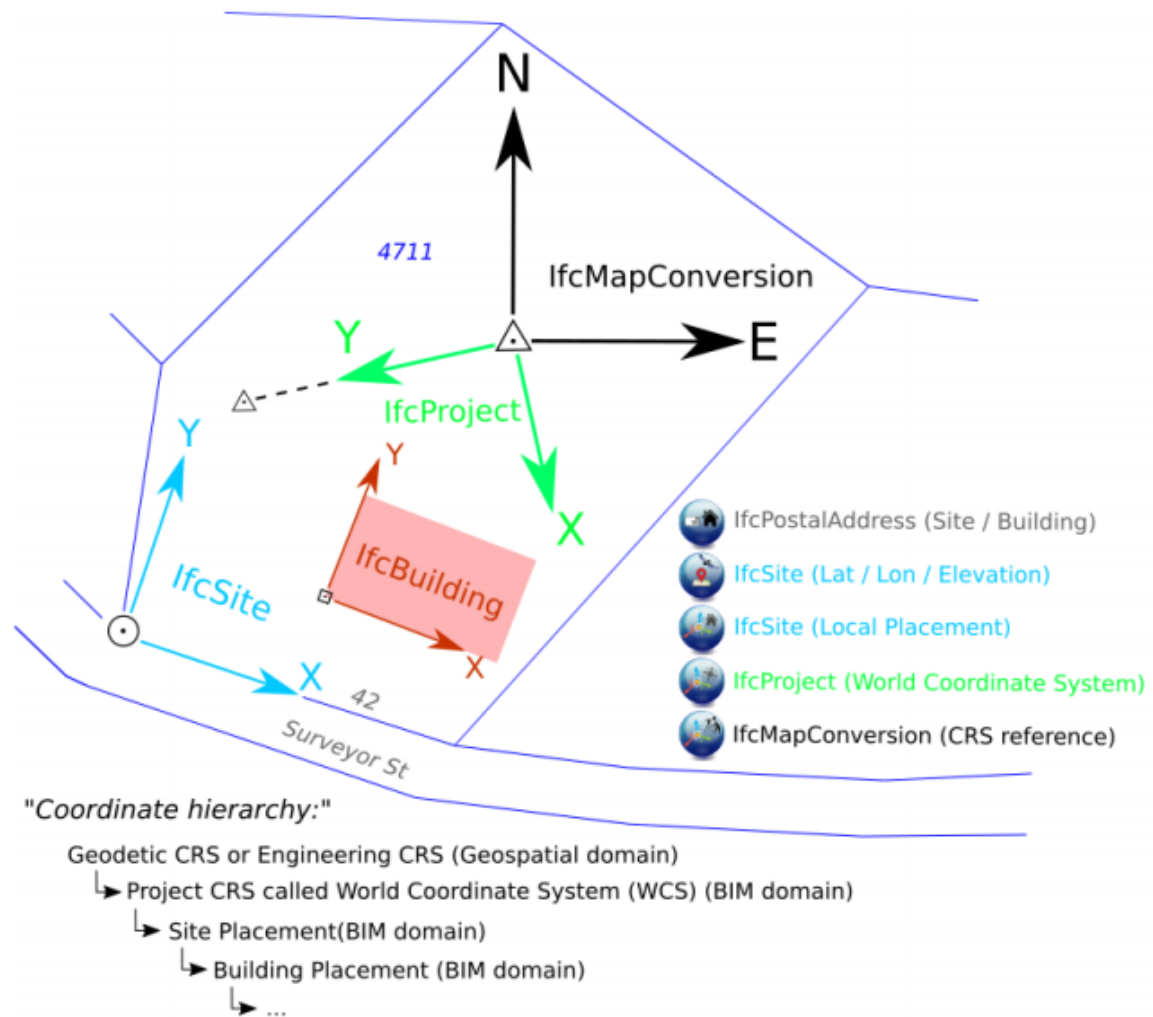 N
4711
IfcMapConversion
E
Y
IfcProject
Y
Y
X
IfcSite
IfcBuilding
X
X
42
Surveyor St
IfcPostalAddress (Site / Building)
IfcSite (Lat / Lon / Elevation)
IfcSite (Local Placement)
IfcProject (World Coordinate System)
IfcMapConversion (CRS reference)
"Coordinate hierarchy:"
Geodetic CRS or Engineering CRS (Geospatial domain)
Project CRS called World Coordinate System (WCS) (BIM domain)
Site Placement(BIM domain)
Building Placement (BIM domain)
...